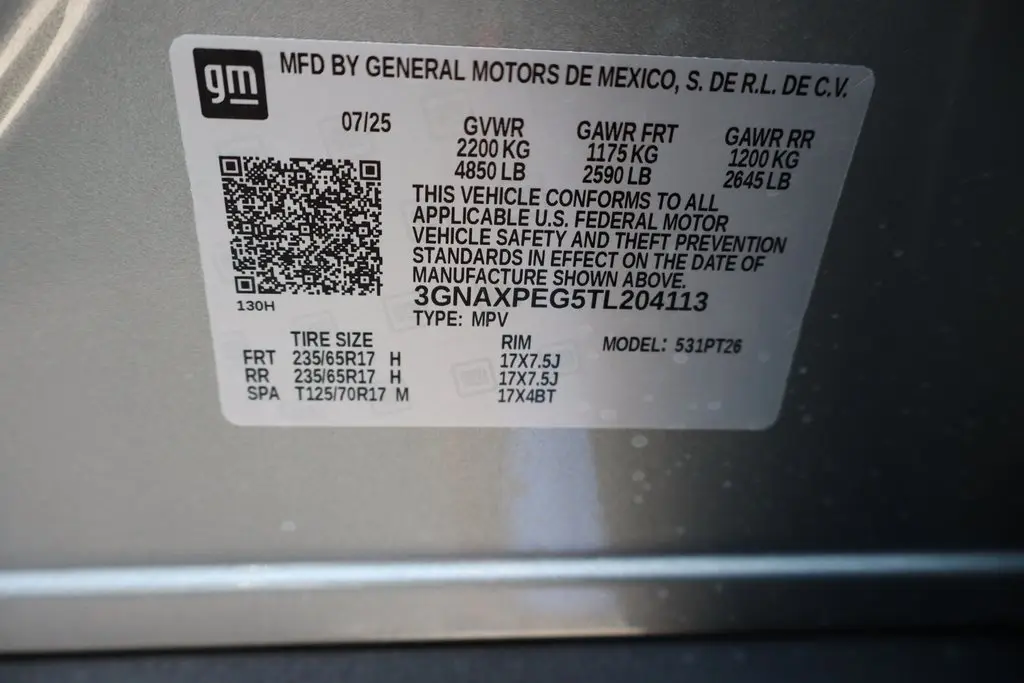 gm
MFD BY GENERAL MOTORS DE MEXICO, S. DE R.L. DE C.V.
07/25 GVWR GAWR FRT GAWR RR
2200 KG 1175 KG 1200 KG
4850 LB 2590 LB 2645 LB
THIS VEHICLE CONFORMS TO ALL
APPLICABLE U.S. FEDERAL MOTOR
VEHICLE SAFETY AND THEFT PREVENTION
STANDARDS IN EFFECT ON THE DATE OF
MANUFACTURE SHOWN ABOVE.
3GNAXPEG5TL204113
130H
TYPE: MPV
TIRE SIZE RIM MODEL: 531PT26
FRT 235/65R17 H 17X7.5J
RR 235/65R17 H 17X7.5J
SPA T125/70R17 M 17X4BT